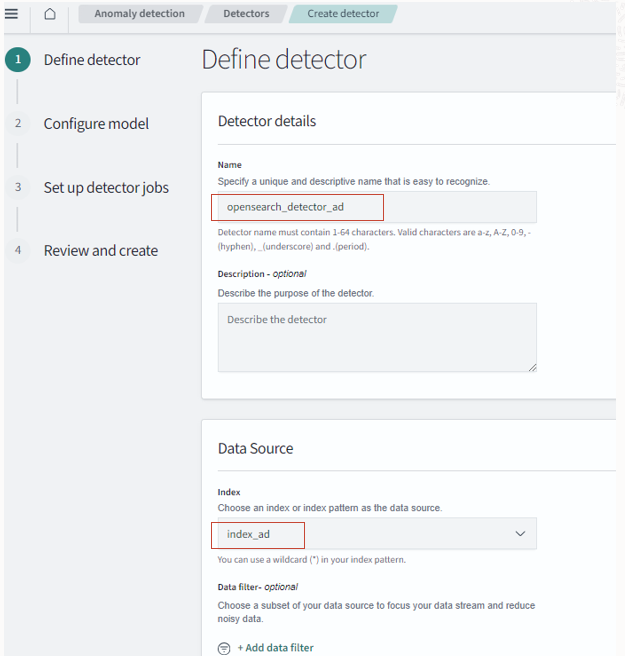 Anomaly detection
Detectors
Create detector
1
Define detector
2
Configure model
3
Set up detector jobs
4
Review and create
Define detector
Detector details
Name
Specify a unique and descriptive name that is easy to recognize.
opensearch_detector_ad
Detector name must contain 1-64 characters. Valid characters are a-z, A-Z, 0-9, -
(hyphen), _(underscore) and .(period).
Description - optional
Describe the purpose of the detector.
Describe the detector
Data Source
Index
Choose an index or index pattern as the data source.
index_ad
You can use a wildcard (*) in your index pattern.
Data filter- optional
Choose a subset of your data source to focus your data stream and reduce
noisy data.
+ Add data filter